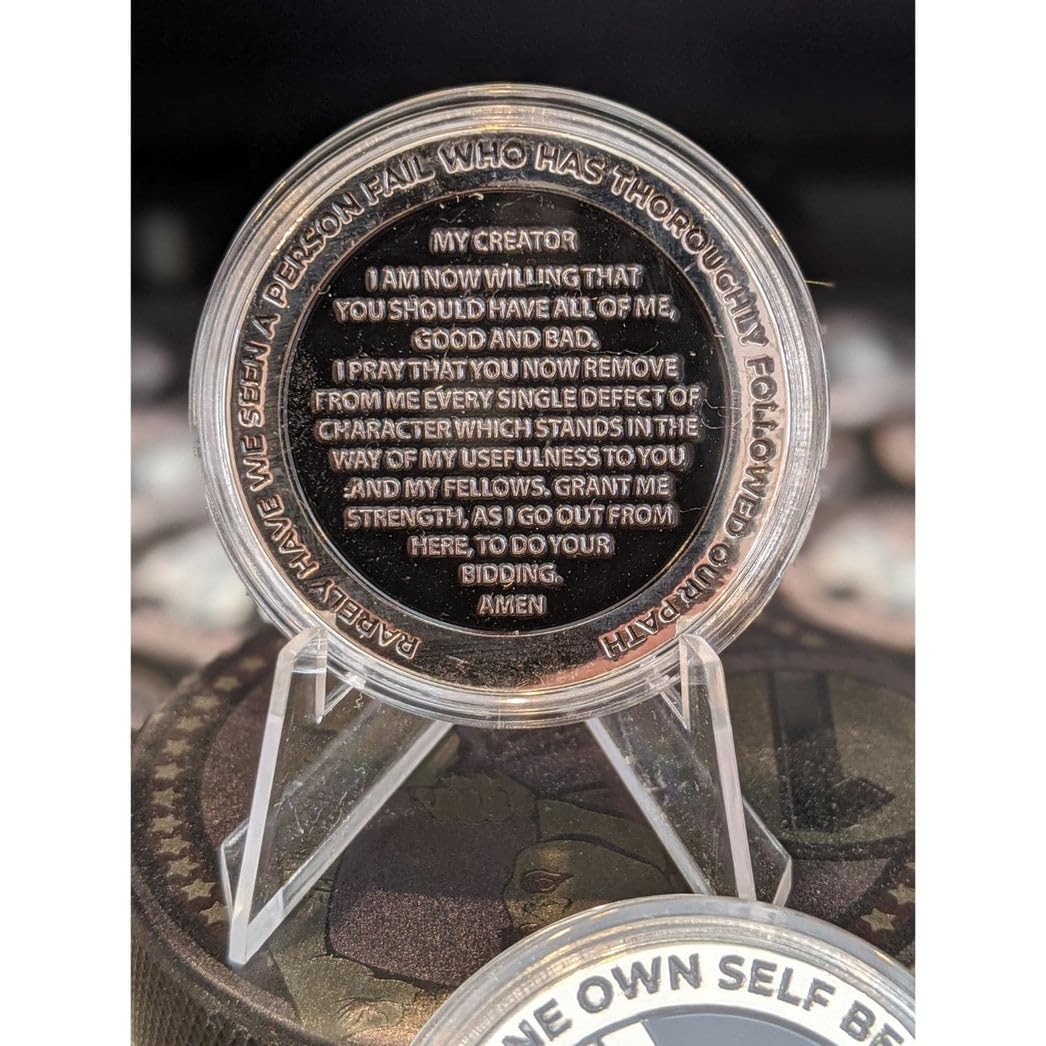 RARELY HAVE WE SEEN A PERSON FAIL WHO HAS THOROUGHLY FOLLOWED OUR PATH
MY CREATOR
I AM NOW WILLING THAT
YOU SHOULD HAVE ALL OF ME,
GOOD AND BAD.
I PRAY THAT YOU NOW REMOVE
FROM ME EVERY SINGLE DEFECT OF
CHARACTER WHICH STANDS IN THE
WAY OF MY USEFULNESS TO YOU
AND MY FELLOWS. GRANT ME
STRENGTH, AS I GO OUT FROM
HERE, TO DO YOUR
BIDDING.
AMEN
OWN SELF BE